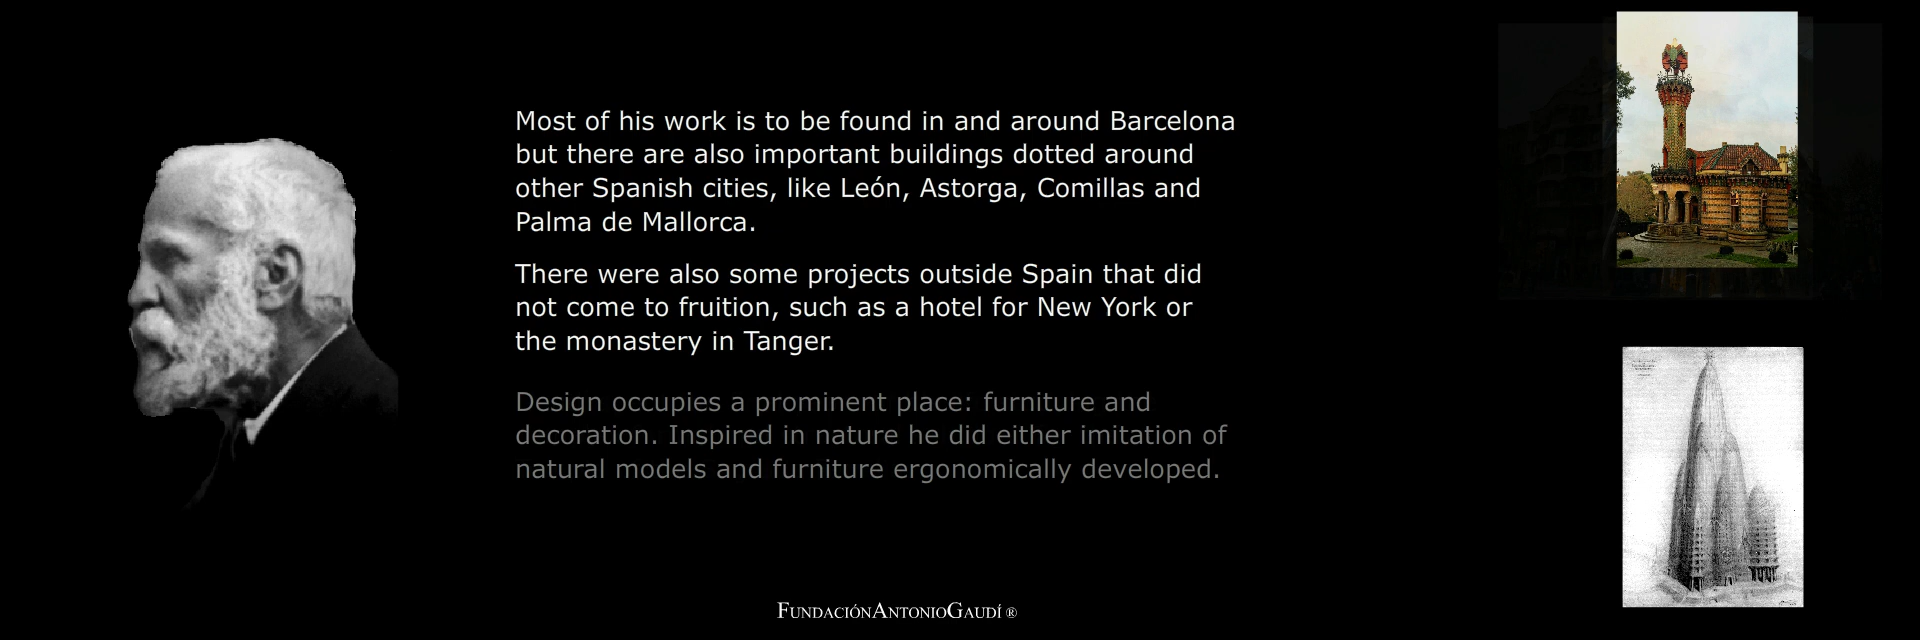 Most of his work is to be found in and around Barcelona
but there are also important buildings dotted around
other Spanish cities, like León, Astorga, Comillas and
Palma de Mallorca.
There were also some projects outside Spain that did
not come to fruition, such as a hotel for New York or
the monastery in Tanger.
Design occupies a prominent place: furniture and
decoration. Inspired in nature he did either imitation of
natural models and furniture ergonomically developed.
FUNDACIÓNANTONIOGAUDÍ ®